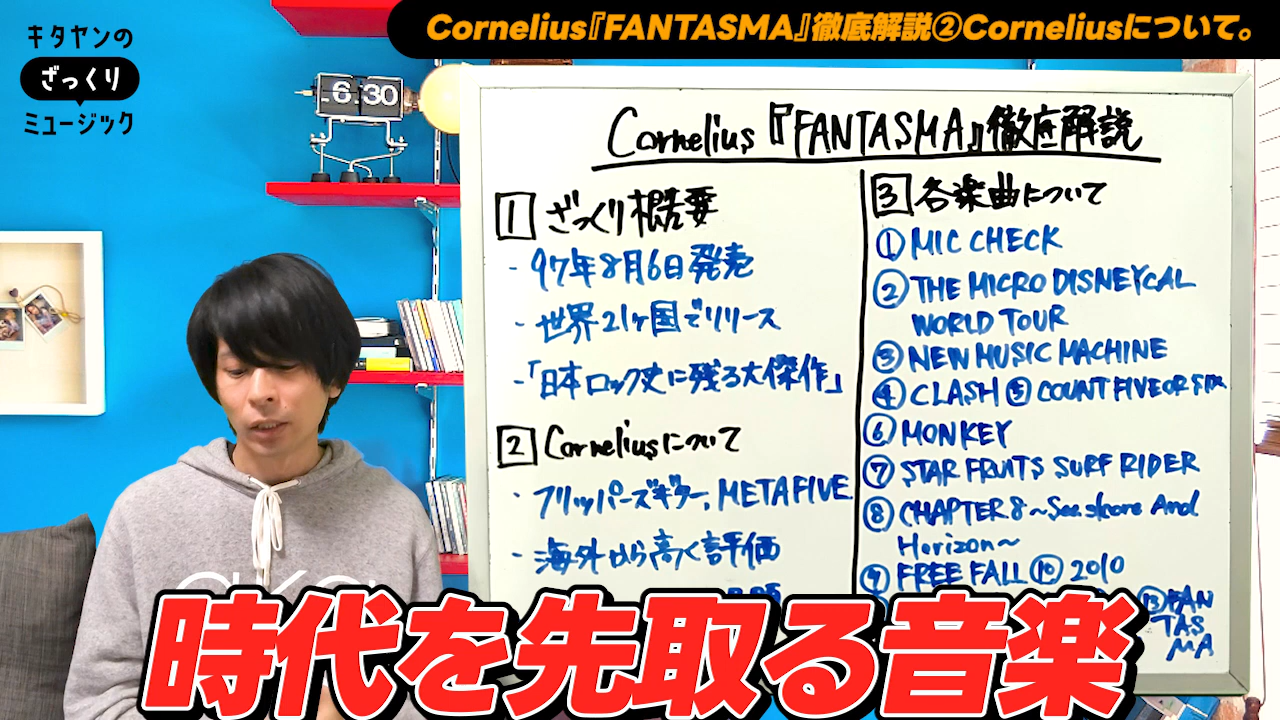 キタヤンの
ざっくり
ミュージック
Cornelius『FANTASMA』徹底解説②Corneliusについて。
6 30
Cornelius『FANTASMA』徹底解説
1 ざっくり概要
・97年8月6日発売
・世界21ヶ国でリリース
・「日本ロック史に残る大傑作」
2 Corneliusについて
・フリッパーズギター、METAFIVE
・海外から高く評価
3 各楽曲について
① MIC CHECK
② THE MICRO DISNEYCAL
WORLD TOUR
③ NEW MUSIC MACHINE
④ CLASH ⑤ COUNT FIVE OR SIX
⑥ MONKEY
⑦ STAR FRUITS SURF RIDER
⑧ CHAPTER 8 ~Seashore And
Horizon~
⑨ FREE FALL ⑩ 2010
⑬ FAN
TAS
MA
時代を先取る音楽